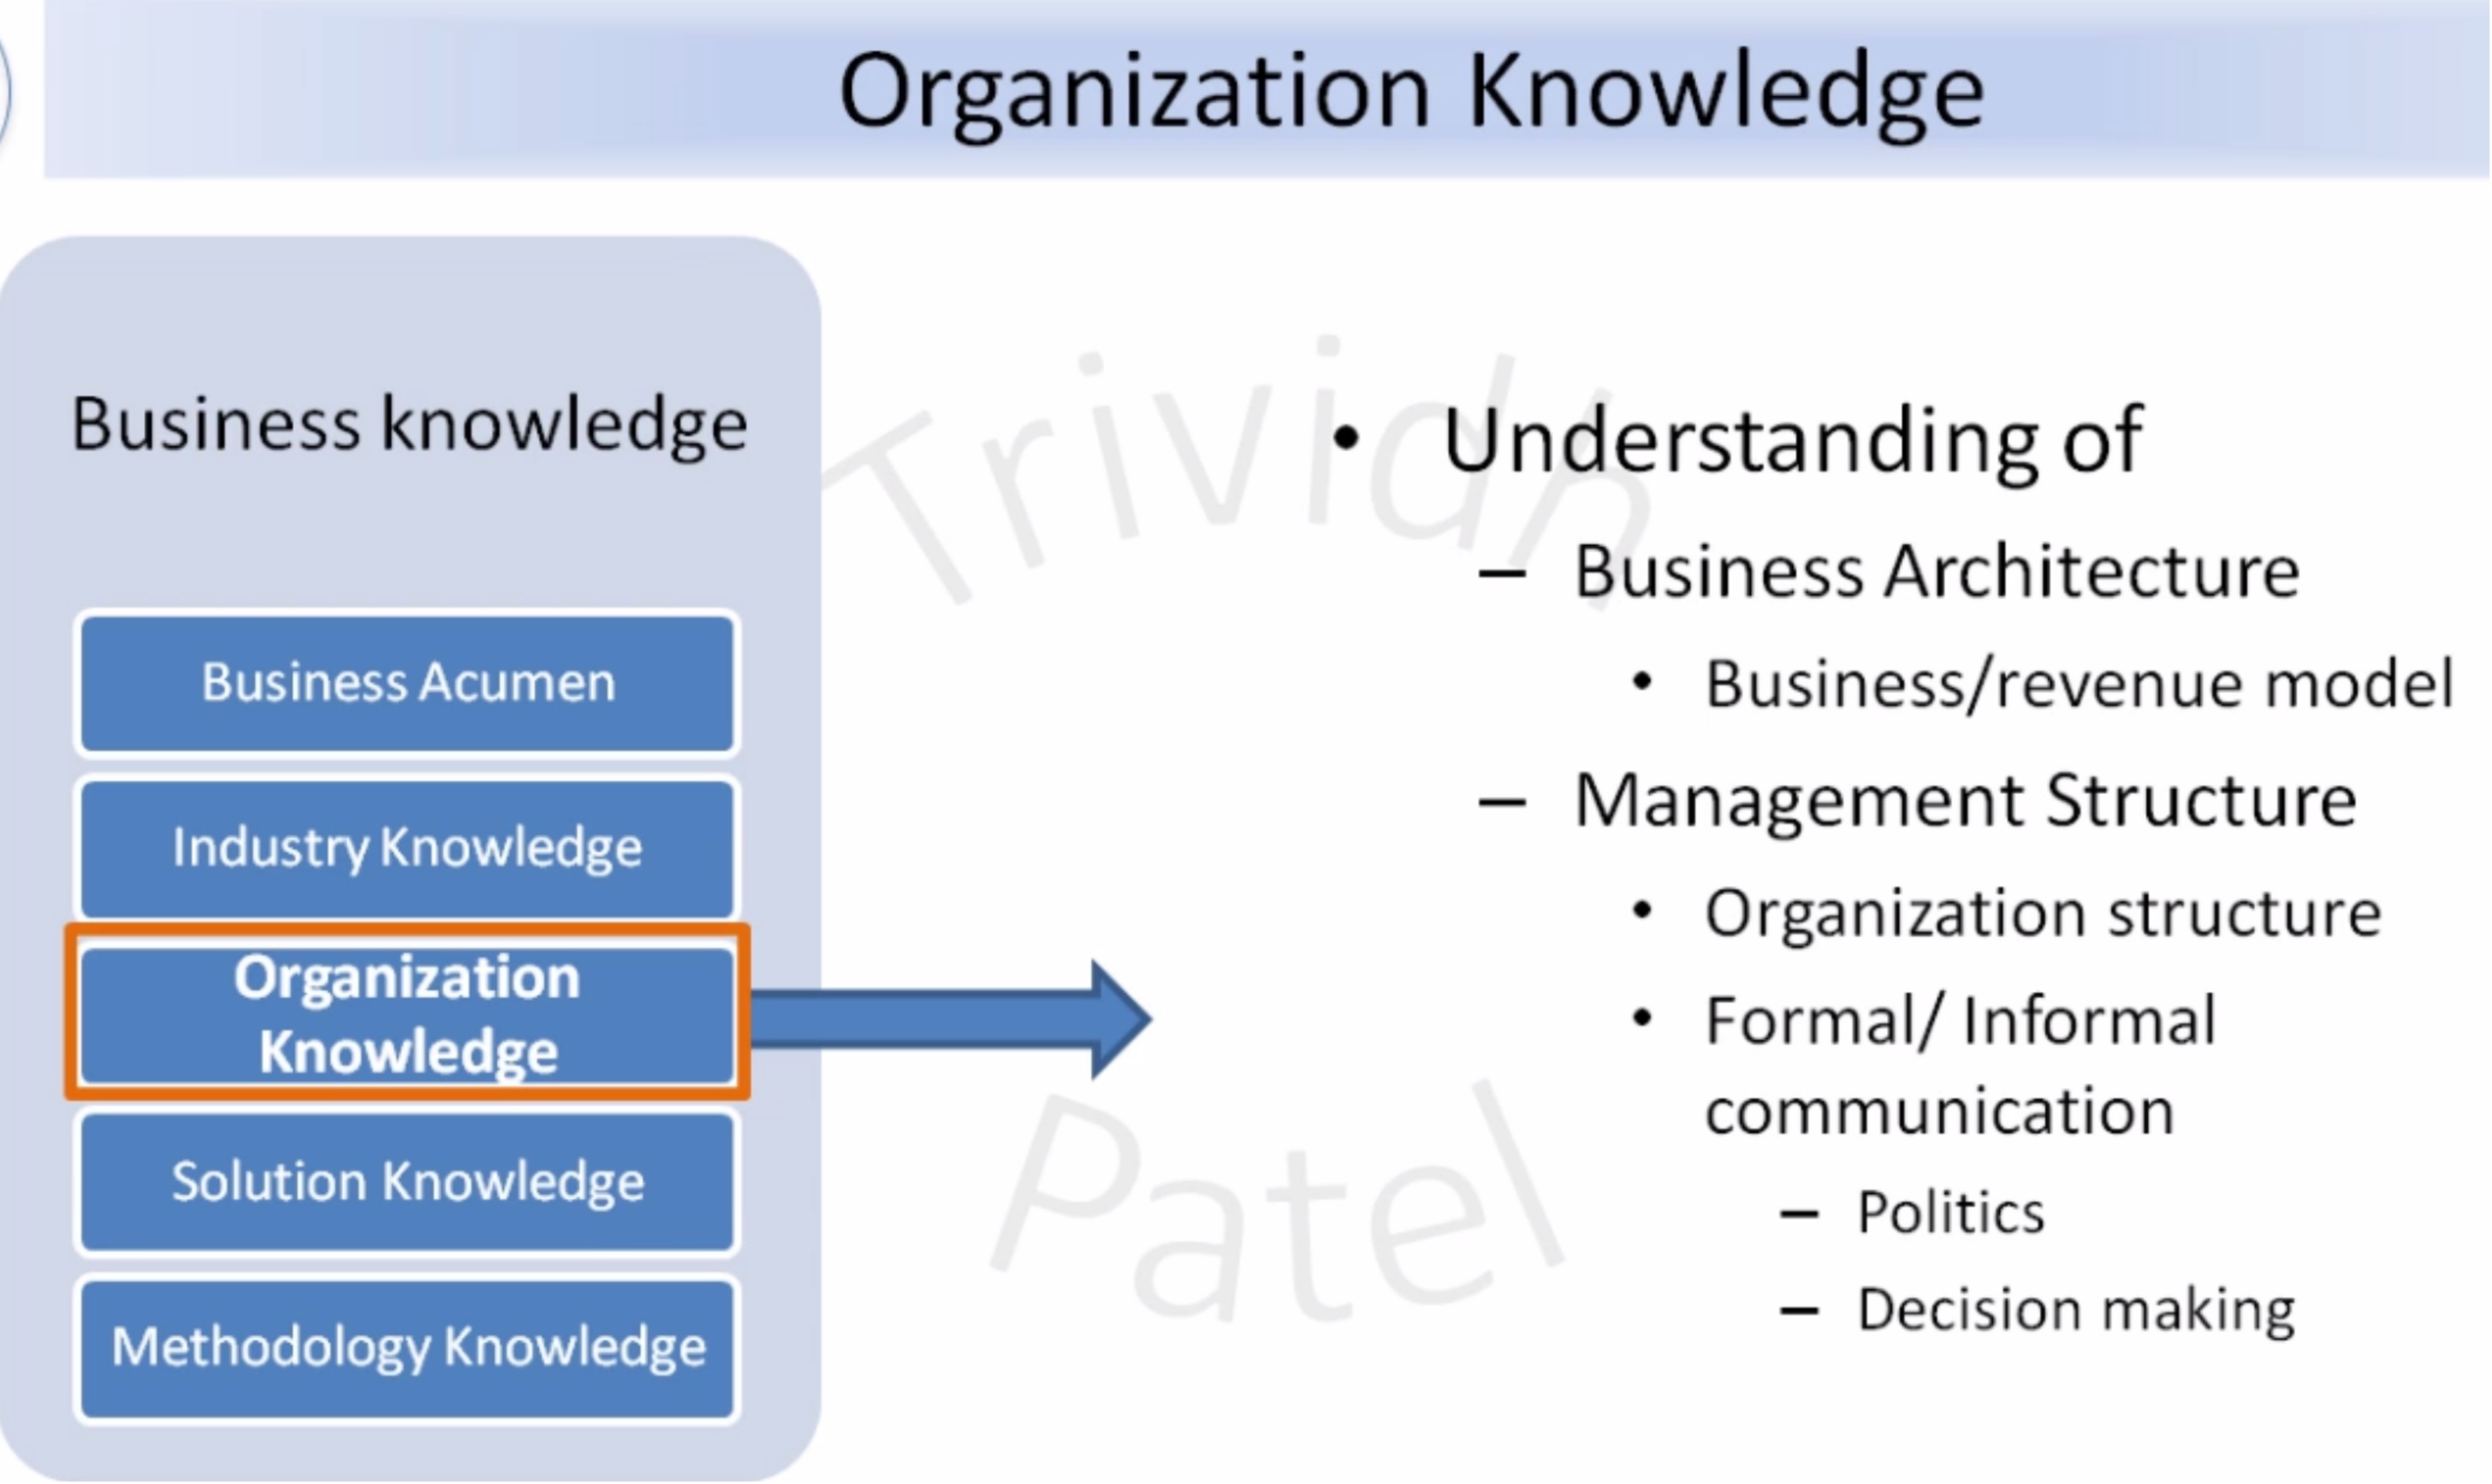 Organization Knowledge
Business knowledge
Business Acumen
Industry Knowledge
Organization
Knowledge
Solution Knowledge
Methodology Knowledge
• Understanding of
– Business Architecture
• Business/revenue model
– Management Structure
• Organization structure
• Formal/ Informal
communication
– Politics
– Decision making
Trividh
Patel